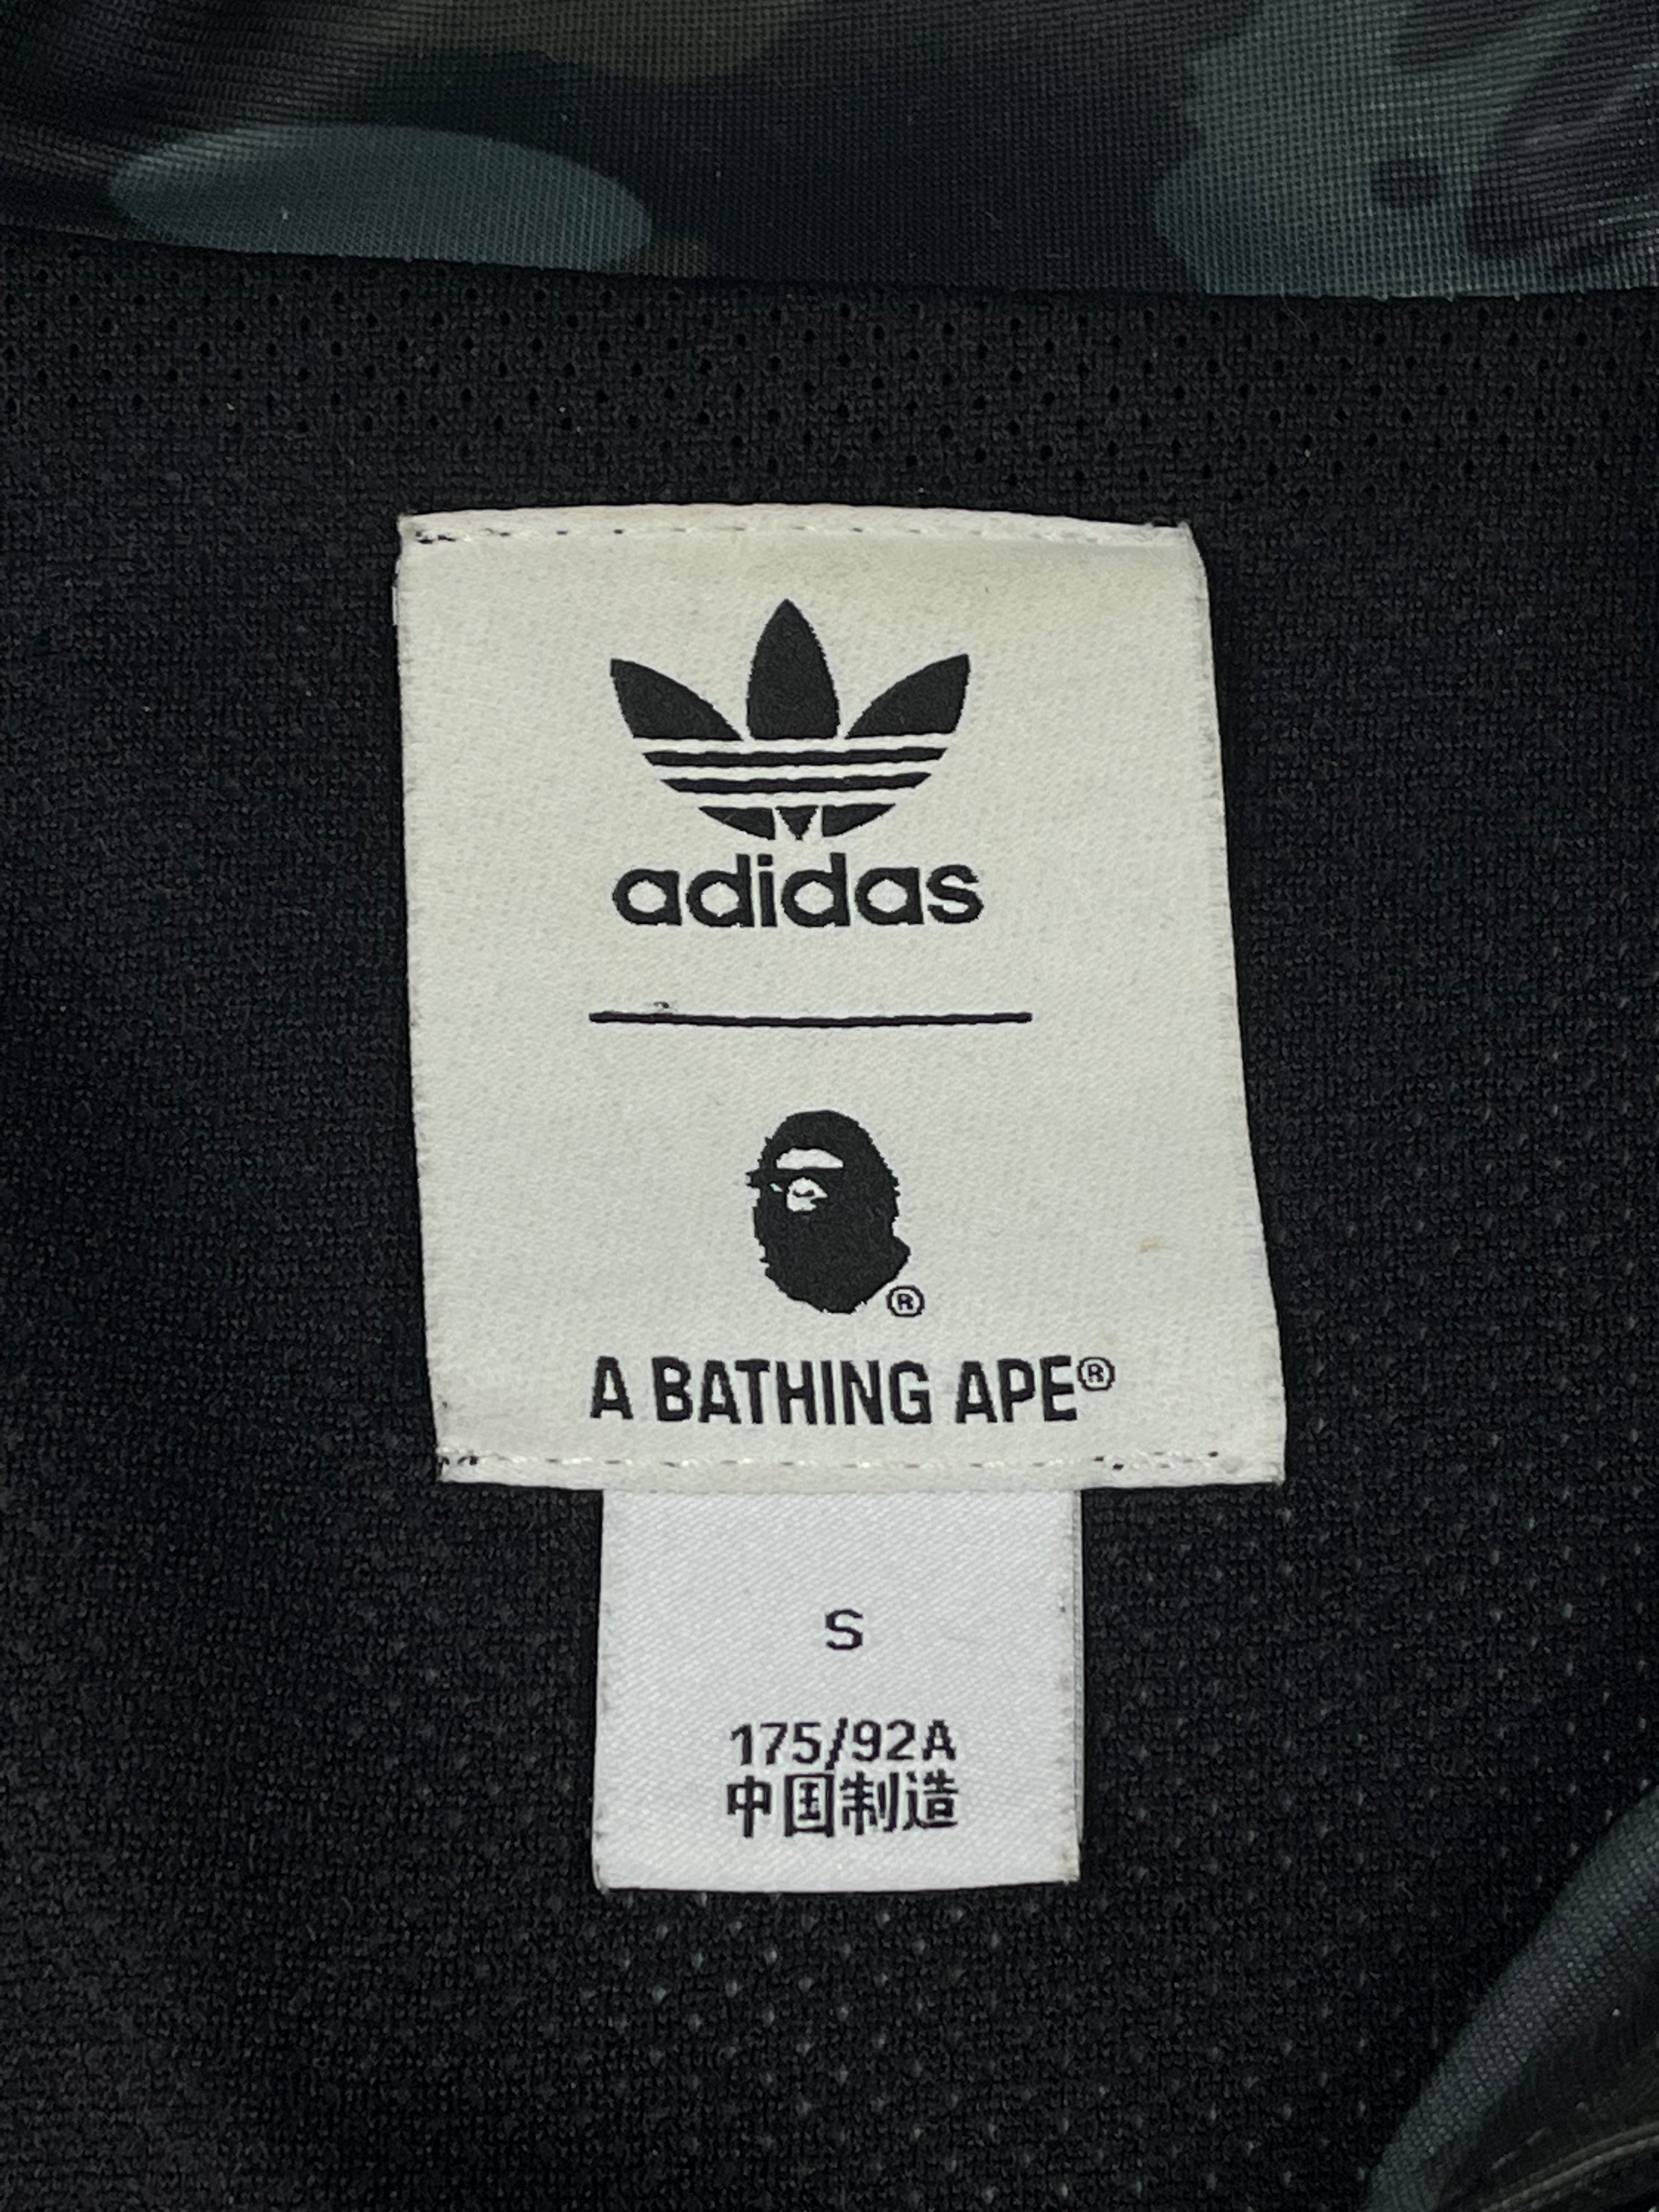 adidas
®
A BATHING APE®
S
175/92A
中国制造